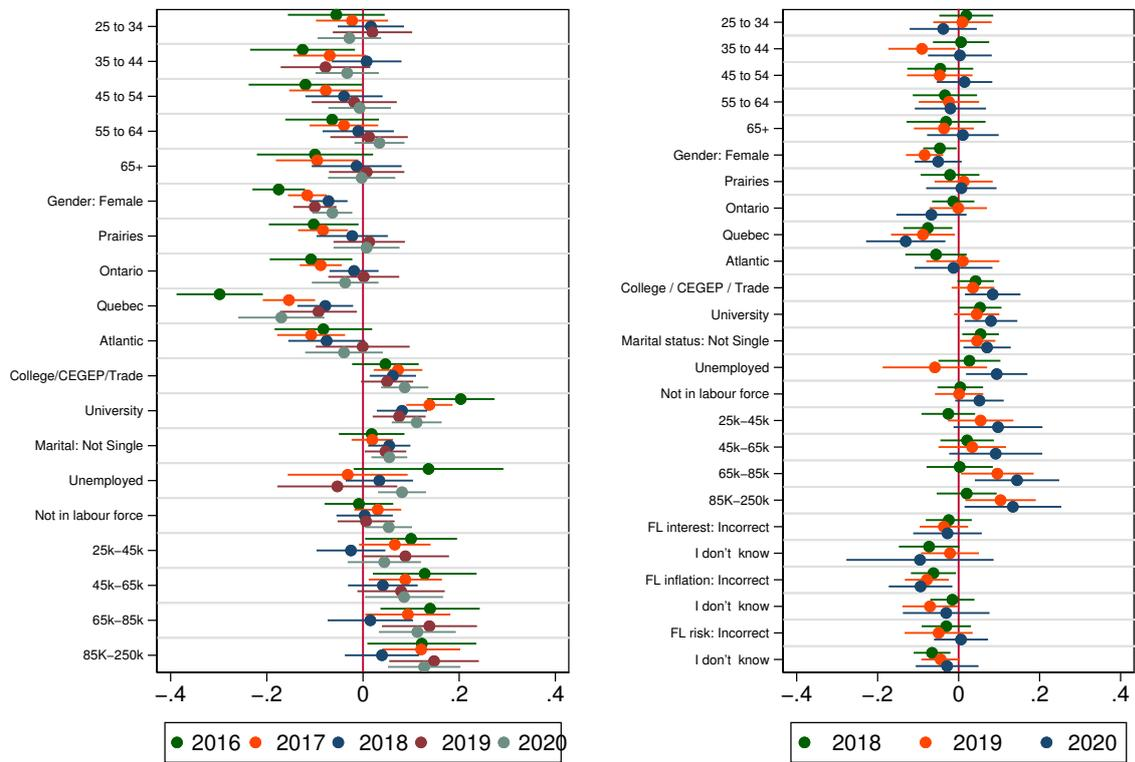 25 to 34
35 to 44
45 to 54
55 to 64
65+
Gender: Female
Prairies
Ontario
Quebec
Atlantic
College/CEGEP/Trade
University
Marital: Not Single
Unemployed
Not in labour force
25k−45k
45K−65k
65k−85k
85K−250k
−.4 −.2 0 .2 .4
2016 2017 2018 2019 2020
25 to 34
35 to 44
45 to 54
55 to 64
65+
Gender: Female
Prairies
Ontario
Quebec
Atlantic
College / CEGEP / Trade
University
Marital status: Not Single
Unemployed
Not in labour force
25k−45k
45k−65k
65k−85k
85K−250k
FL interest: Incorrect
I don't know
FL inflation: Incorrect
I don't know
FL risk: Incorrect
I don't know
−.4 −.2 0 .2 .4
2018 2019 2020